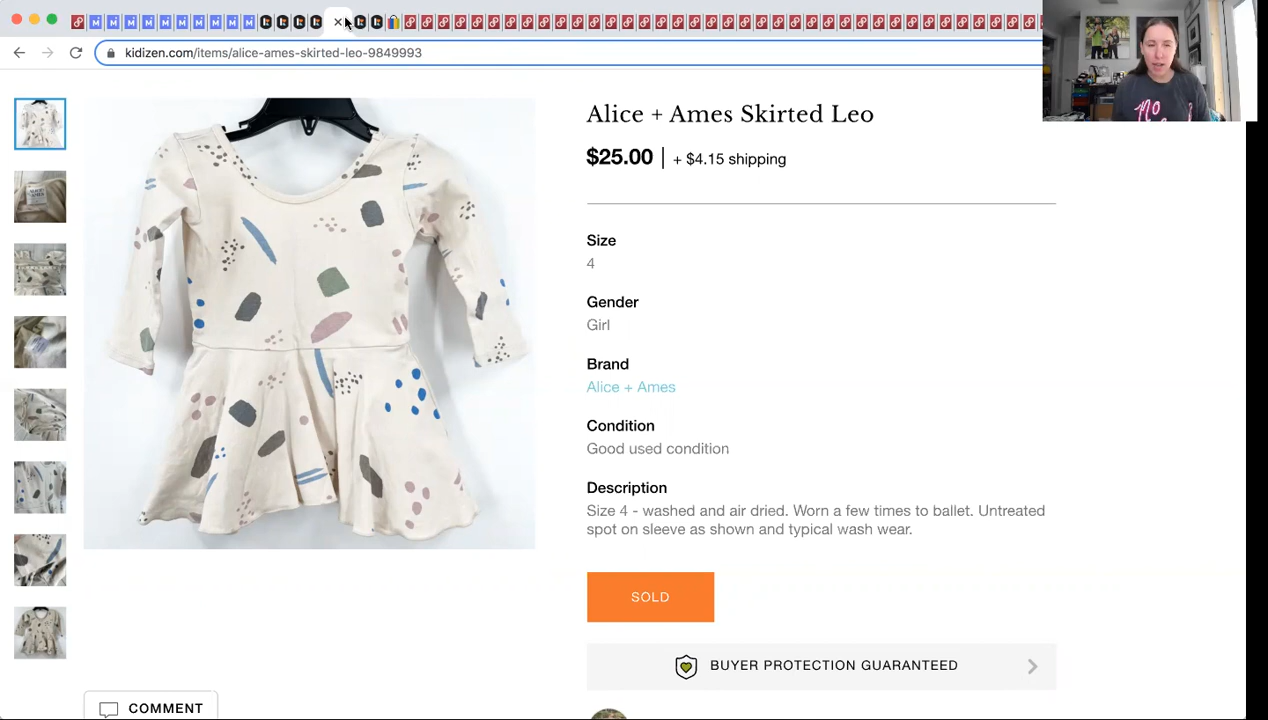 kidizen.com/items/alice-ames-skirted-leo-9849993
Alice + Ames Skirted Leo
$25.00 | + $4.15 shipping
Size
4
Gender
Girl
Brand
Alice + Ames
Condition
Good used condition
Description
Size 4 - washed and air dried. Worn a few times to ballet. Untreated
spot on sleeve as shown and typical wash wear.
SOLD
BUYER PROTECTION GUARANTEED
COMMENT